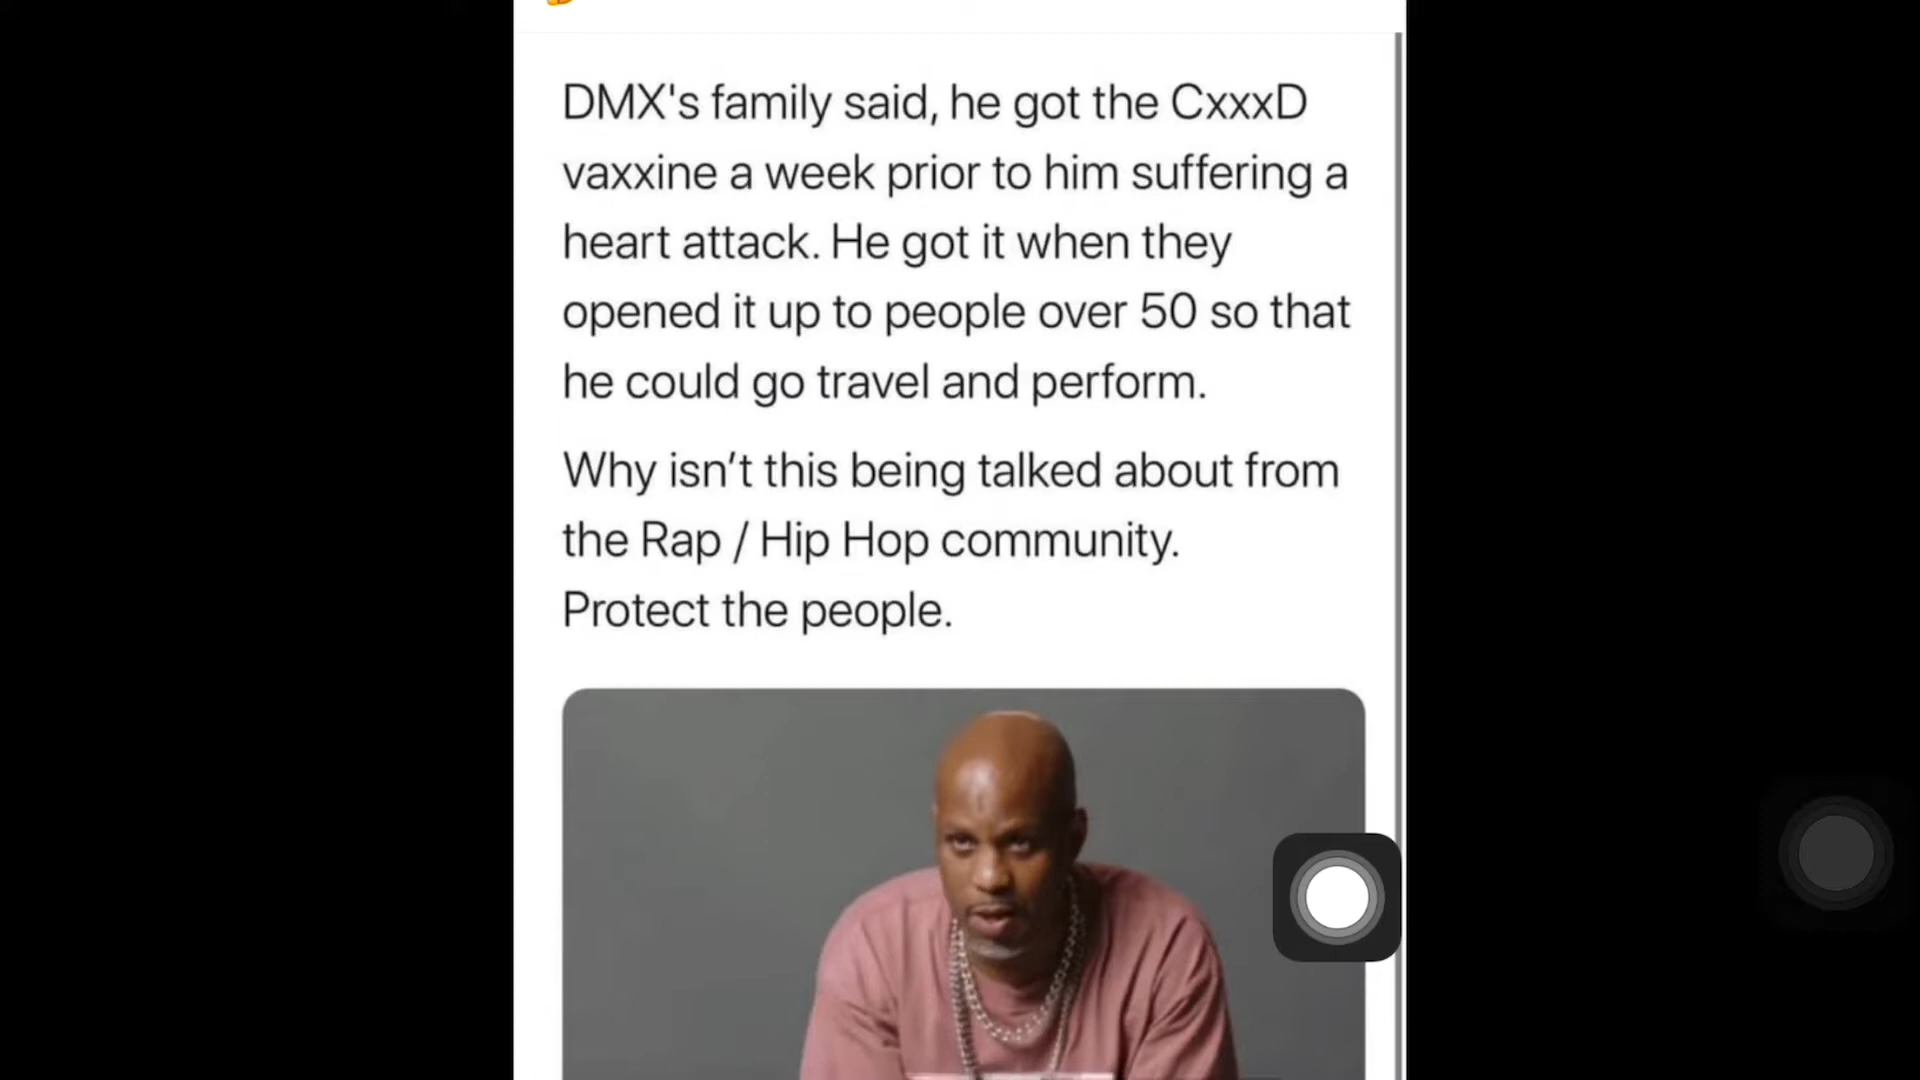 DMX's family said, he got the CxxxD
vaxxine a week prior to him suffering a
heart attack. He got it when they
opened it up to people over 50 so that
he could go travel and perform.
Why isn’t this being talked about from
the Rap / Hip Hop community.
Protect the people.